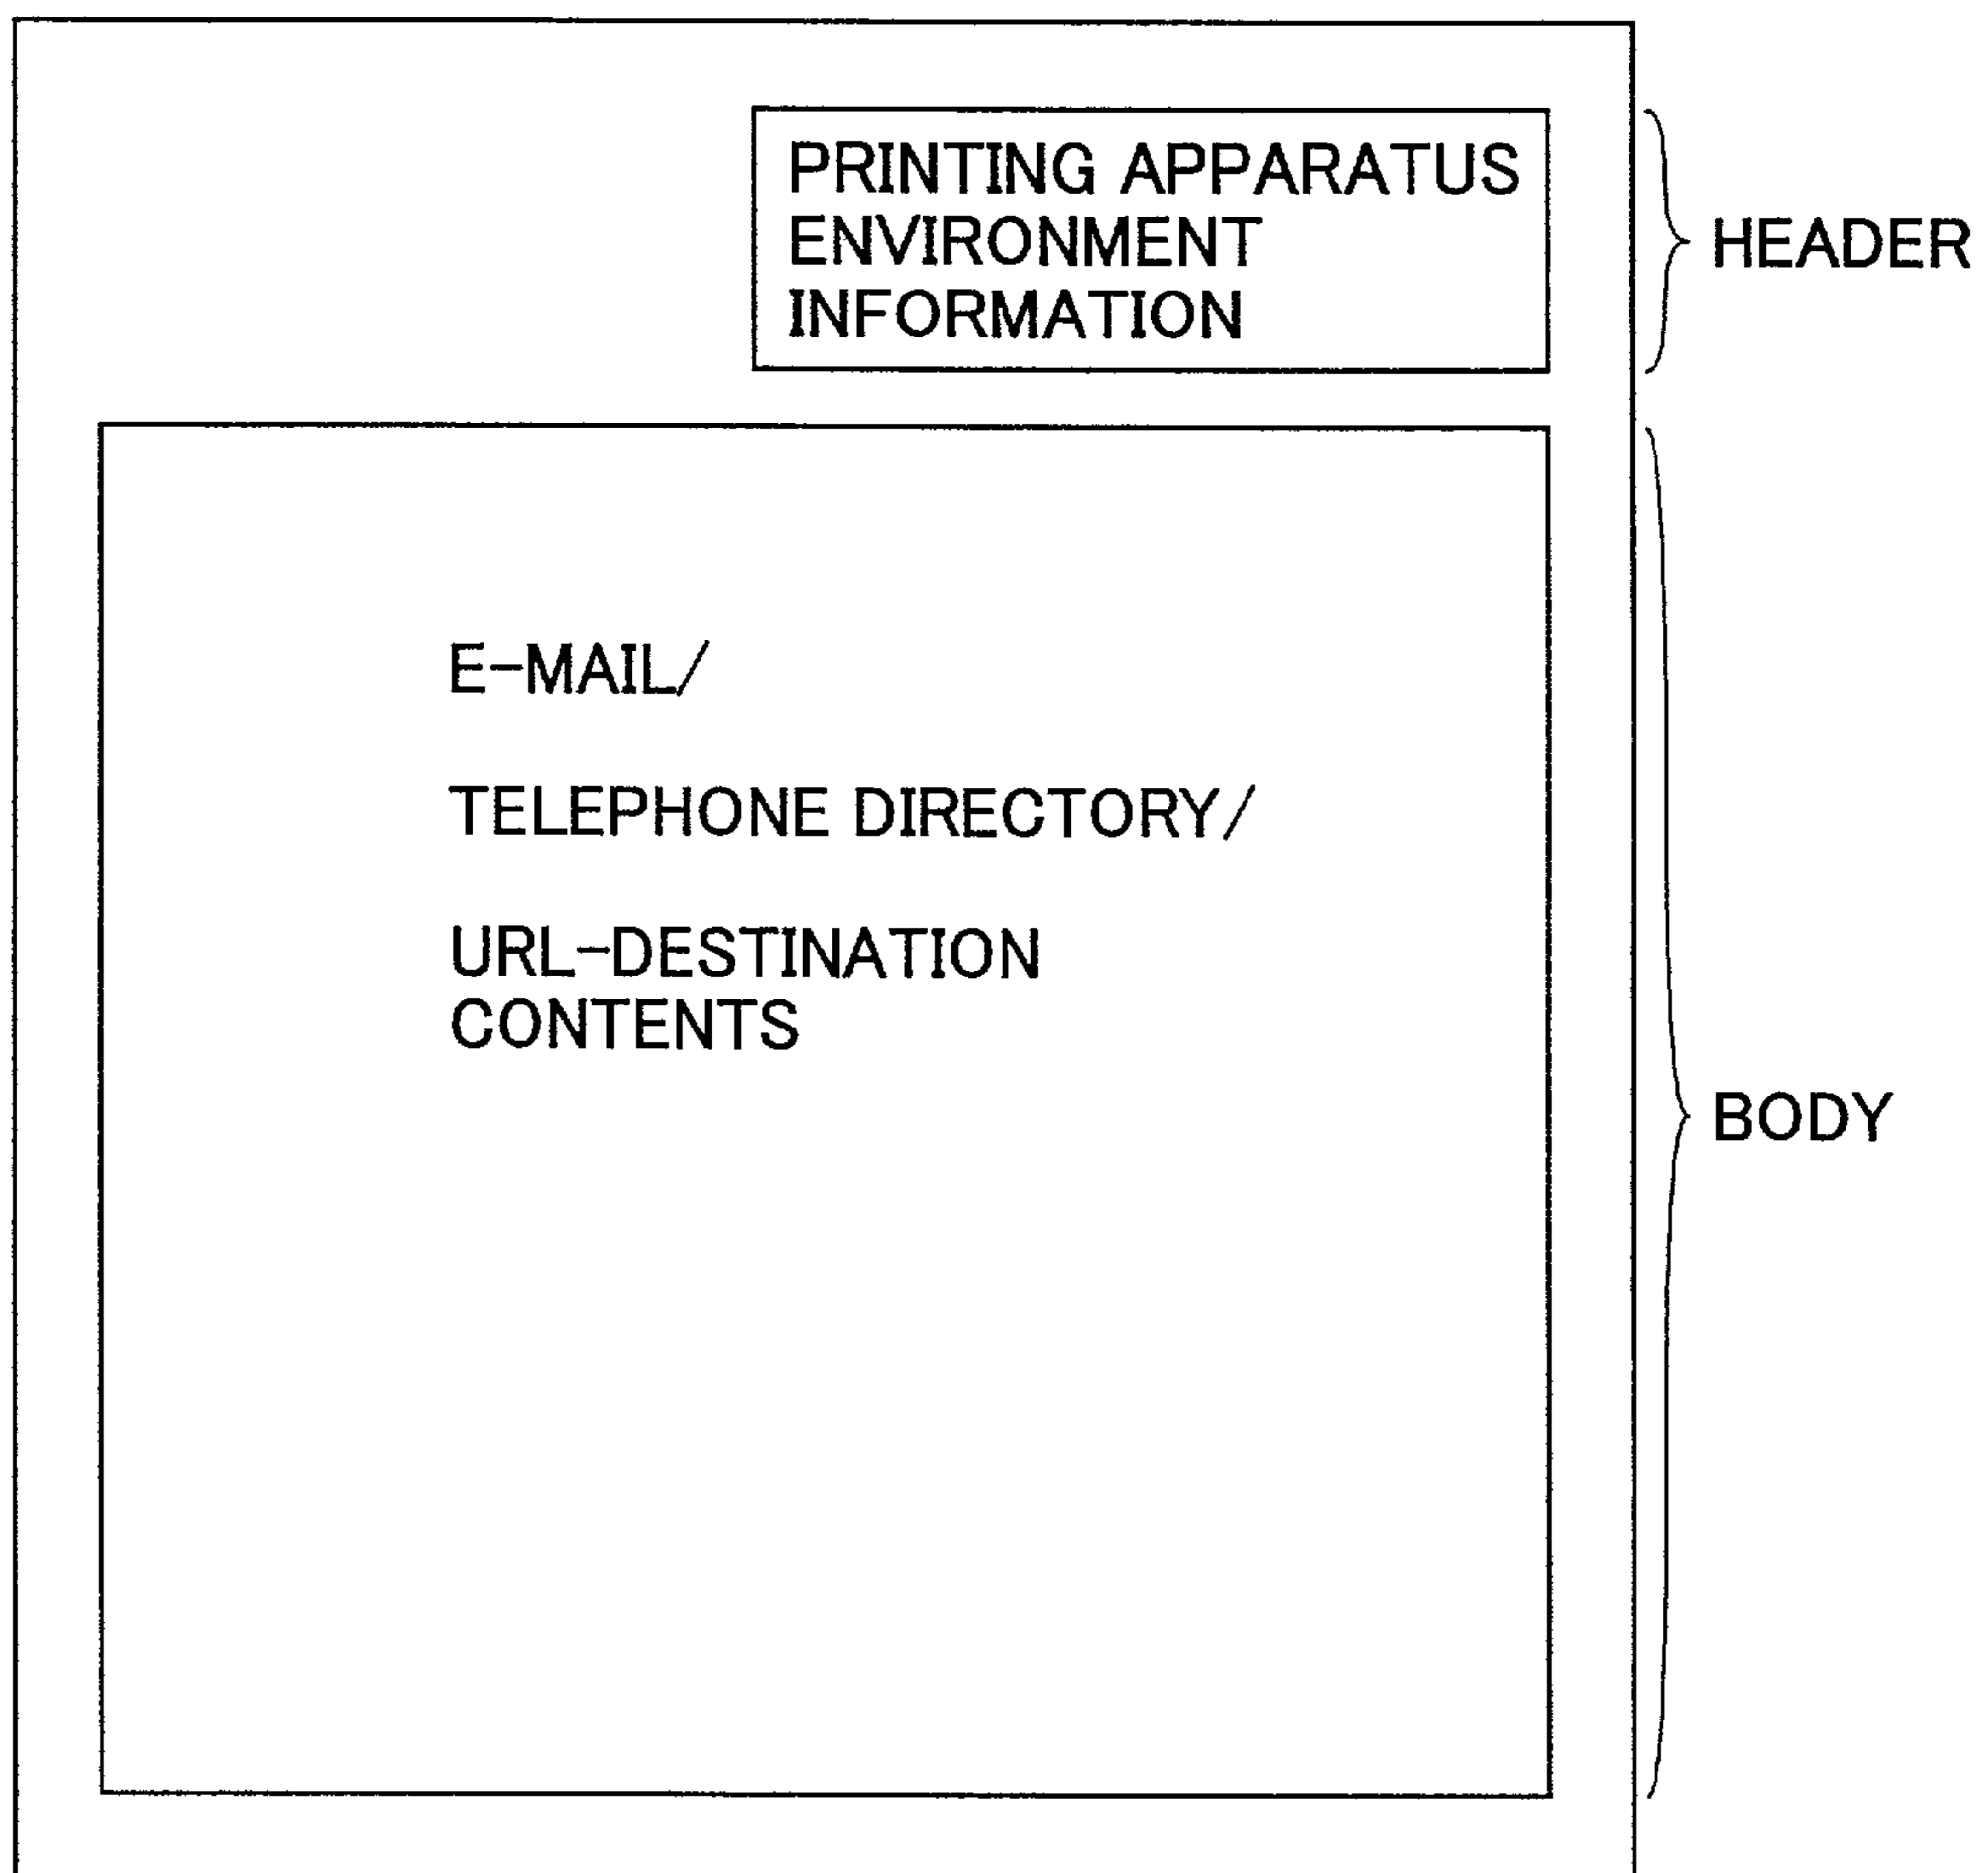 PRINTING APPARATUS
ENVIRONMENT
INFORMATION
HEADER
E-MAIL/
TELEPHONE DIRECTORY/
URL-DESTINATION
CONTENTS
BODY